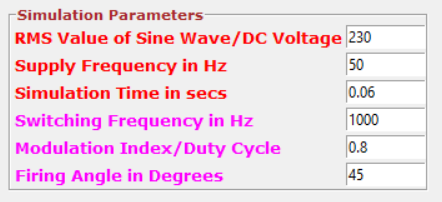 Simulation Parameters
RMS Value of Sine Wave/DC Voltage 230
Supply Frequency in Hz 50
Simulation Time in secs 0.06
Switching Frequency in Hz 1000
Modulation Index/Duty Cycle 0.8
Firing Angle in Degrees 45